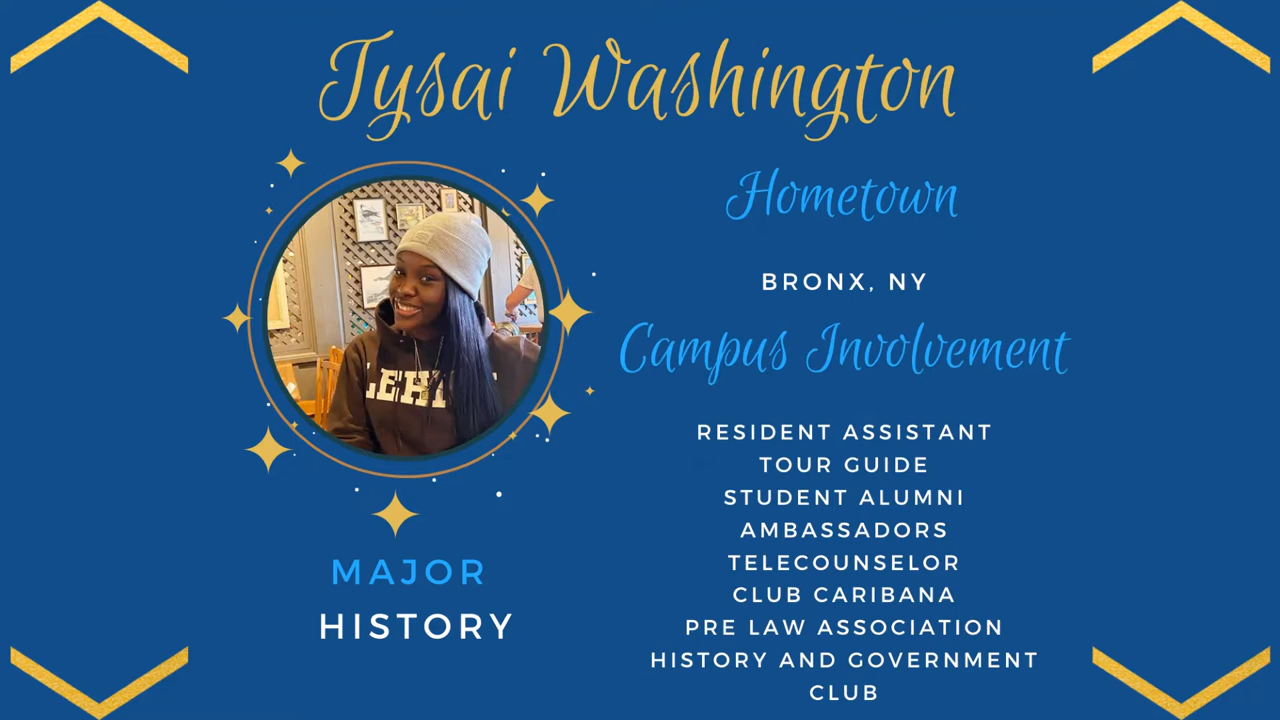 Tysai Washington
Hometown
BRONX, NY
Campus Involvement
RESIDENT ASSISTANT
TOUR GUIDE
STUDENT ALUMNI
AMBASSADORS
TELECOUNSELOR
CLUB CARIBANA
PRE LAW ASSOCIATION
HISTORY AND GOVERNMENT
CLUB
LEHI
MAJOR
HISTORY